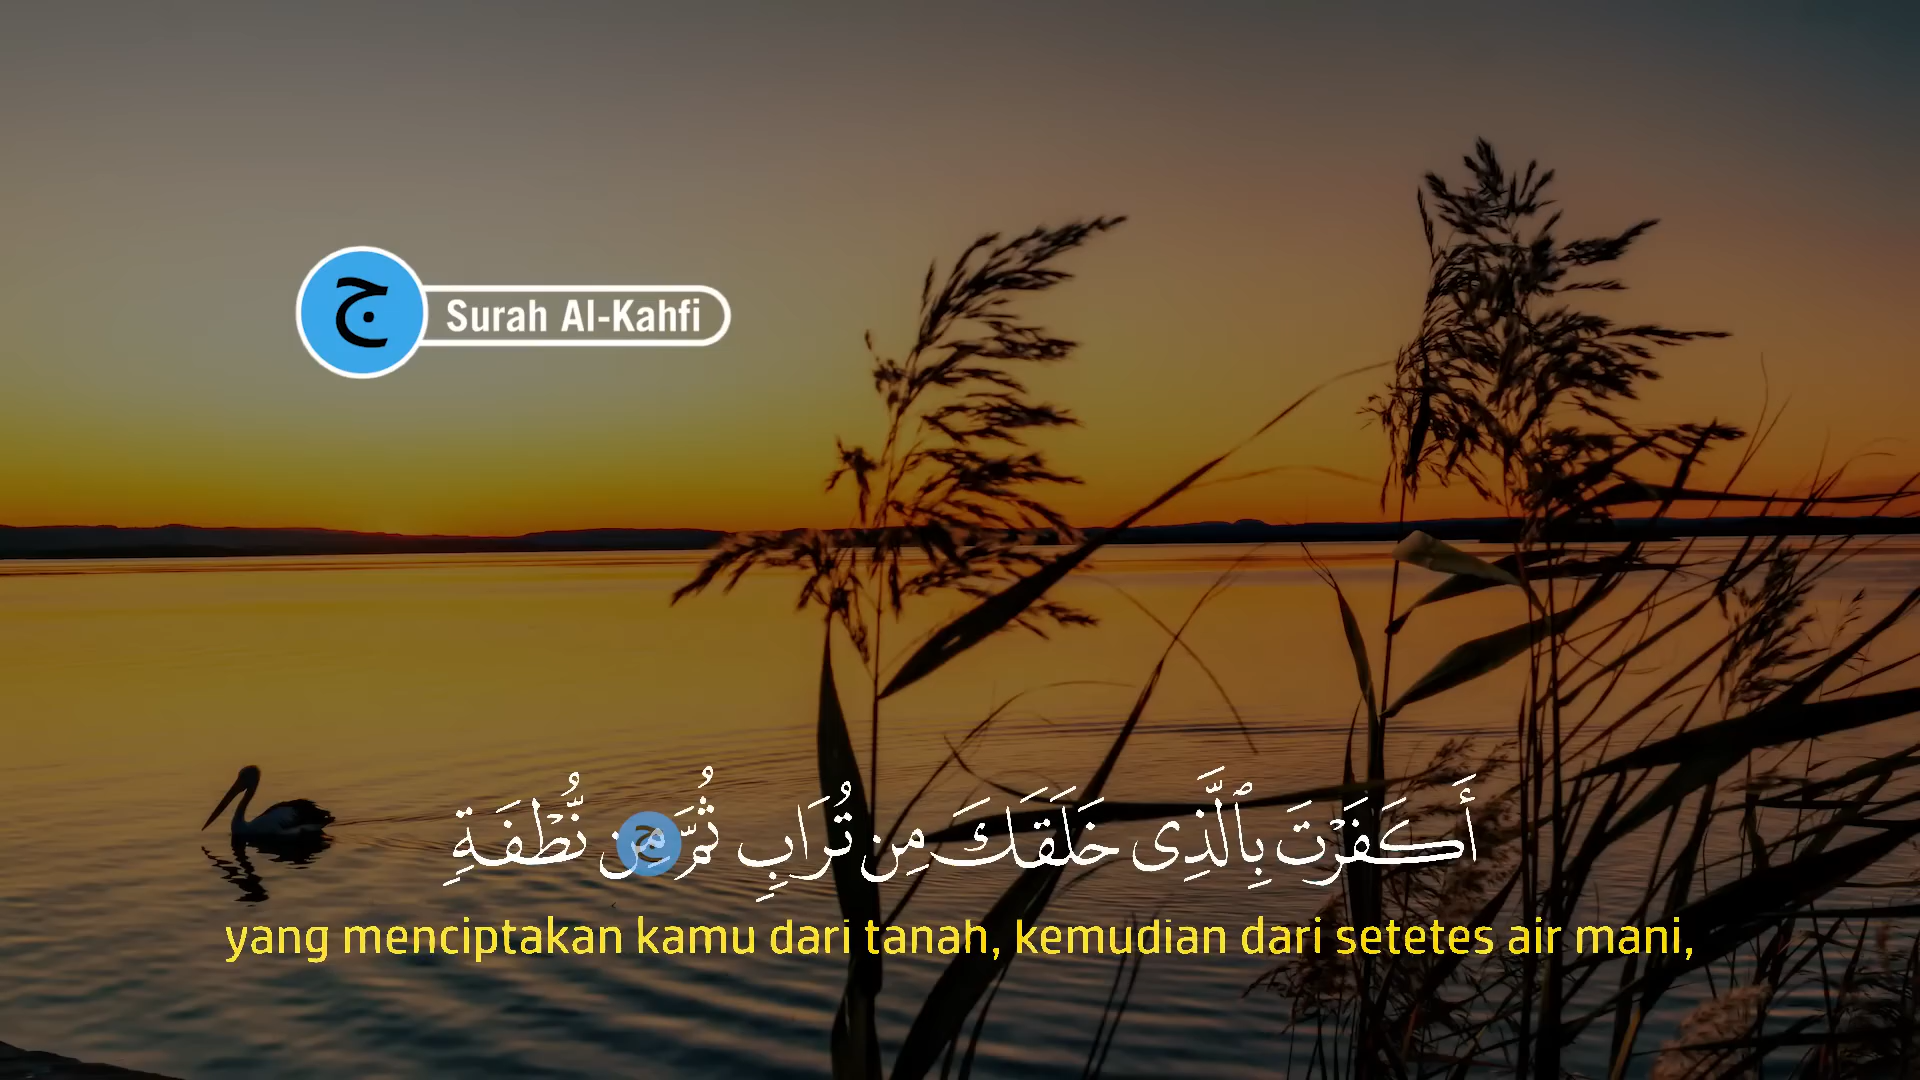 ج
Surah Al-Kahfi
أَكَفَرْتَ بِٱلَّذِى خَلَقَكَ مِن تُرَابٍ ثُمَّ مِن نُّطْفَةٍ
ج
yang menciptakan kamu dari tanah, kemudian dari setetes air mani,